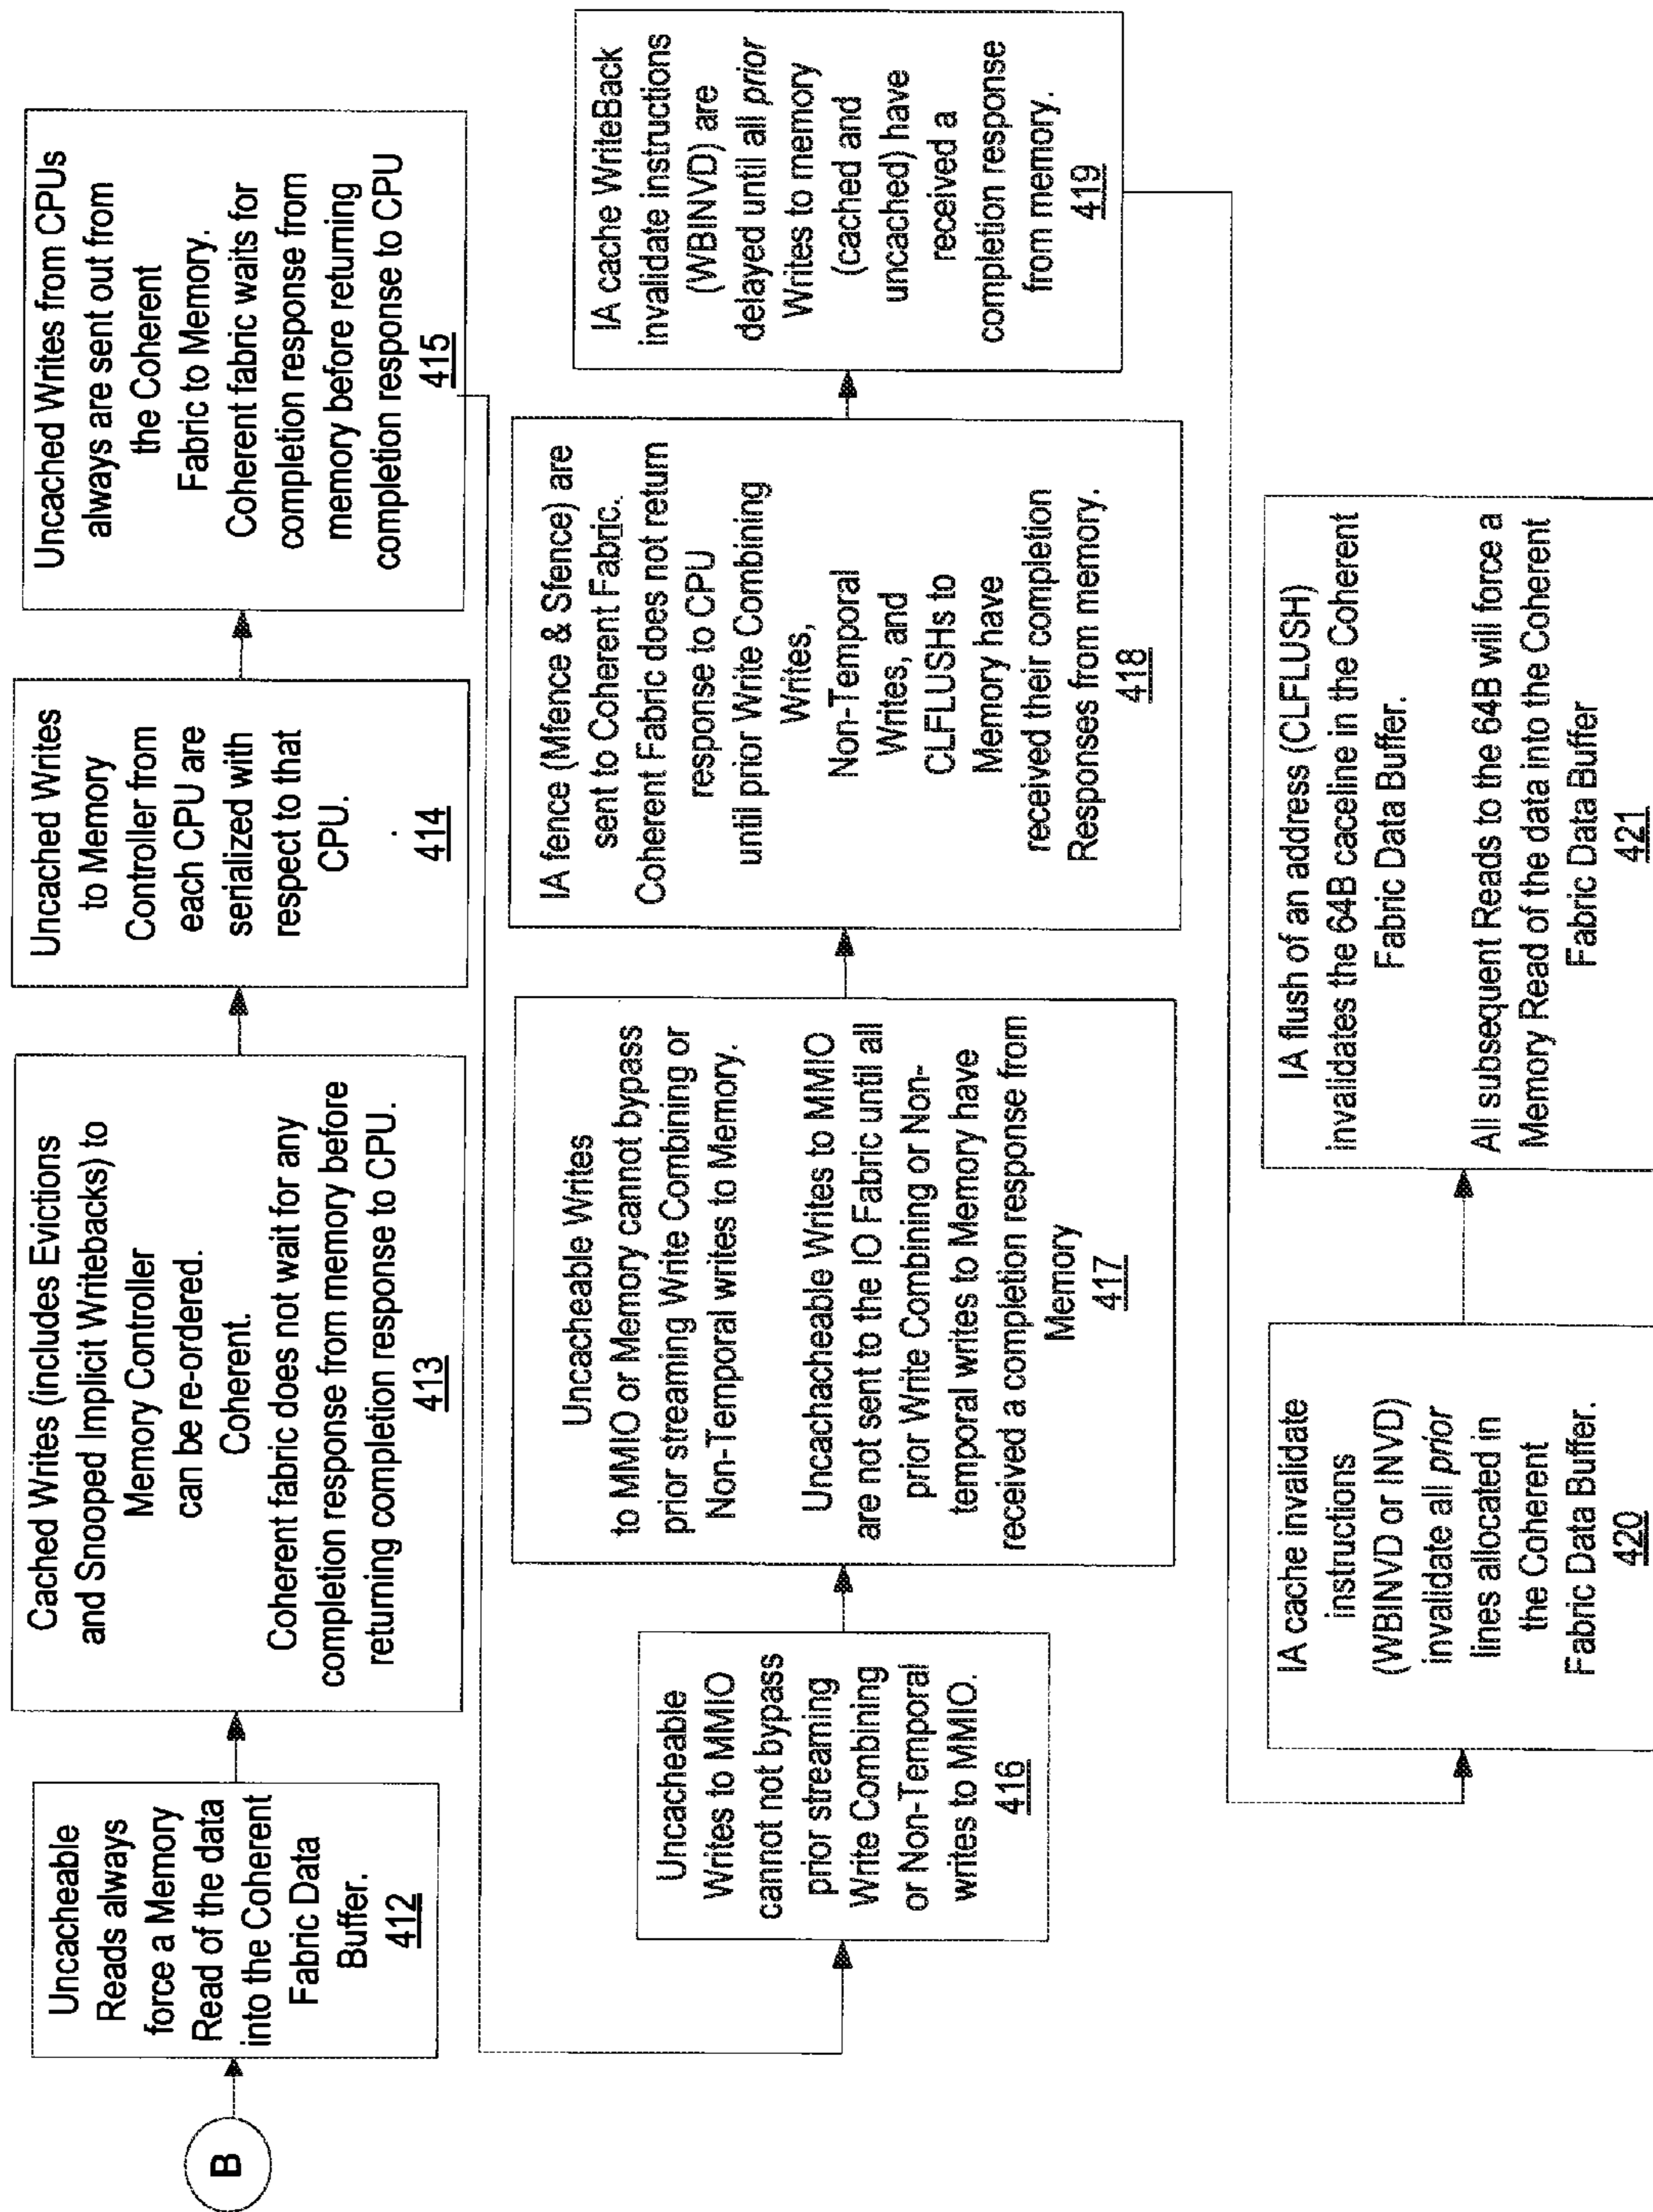 B
Uncacheable
Reads always
force a Memory
Read of the data
into the Coherent
Fabric Data
Buffer.
412
Cached Writes (includes Evictions
and Snooped Implicit Writebacks) to
Memory Controller
can be re-ordered.
Coherent.
Coherent fabric does not wait for any
completion response from memory before
returning completion response to CPU.
413
Uncached Writes
to Memory
Controller from
each CPU are
serialized with
respect to that
CPU.
414
Uncached Writes from CPUs
always are sent out from
the Coherent
Fabric to Memory.
Coherent fabric waits for
completion response from
memory before returning
completion response to CPU
415
Uncacheable
Writes to MMIO
cannot not bypass
prior streaming
Write Combining
or Non-Temporal
writes to MMIO.
416
Uncacheable Writes
to MMIO or Memory cannot bypass
prior streaming Write Combining or
Non-Temporal writes to Memory.
Uncachacheable Writes to MMIO
are not sent to the IO Fabric until all
prior Write Combining or Non-
temporal writes to Memory have
received a completion response from
Memory
417
IA fence (Mfence & Sfence) are
sent to Coherent Fabric.
Coherent Fabric does not return
response to CPU
until prior Write Combining
Writes,
Non-Temporal
Writes, and
CLFLUSHs to
Memory have
received their completion
Responses from memory.
418
IA cache WriteBack
invalidate instructions
(WBINVD) are
delayed until all prior
Writes to memory
(cached and
uncached) have
received a
completion response
from memory.
419
IA cache invalidate
instructions
(WBINVD or INVD)
invalidate all prior
lines allocated in
the Coherent
Fabric Data Buffer.
420
IA flush of an address (CLFLUSH)
invalidates the 64B caceline in the Coherent
Fabric Data Buffer.
All subsequent Reads to the 64B will force a
Memory Read of the data into the Coherent
Fabric Data Buffer
421